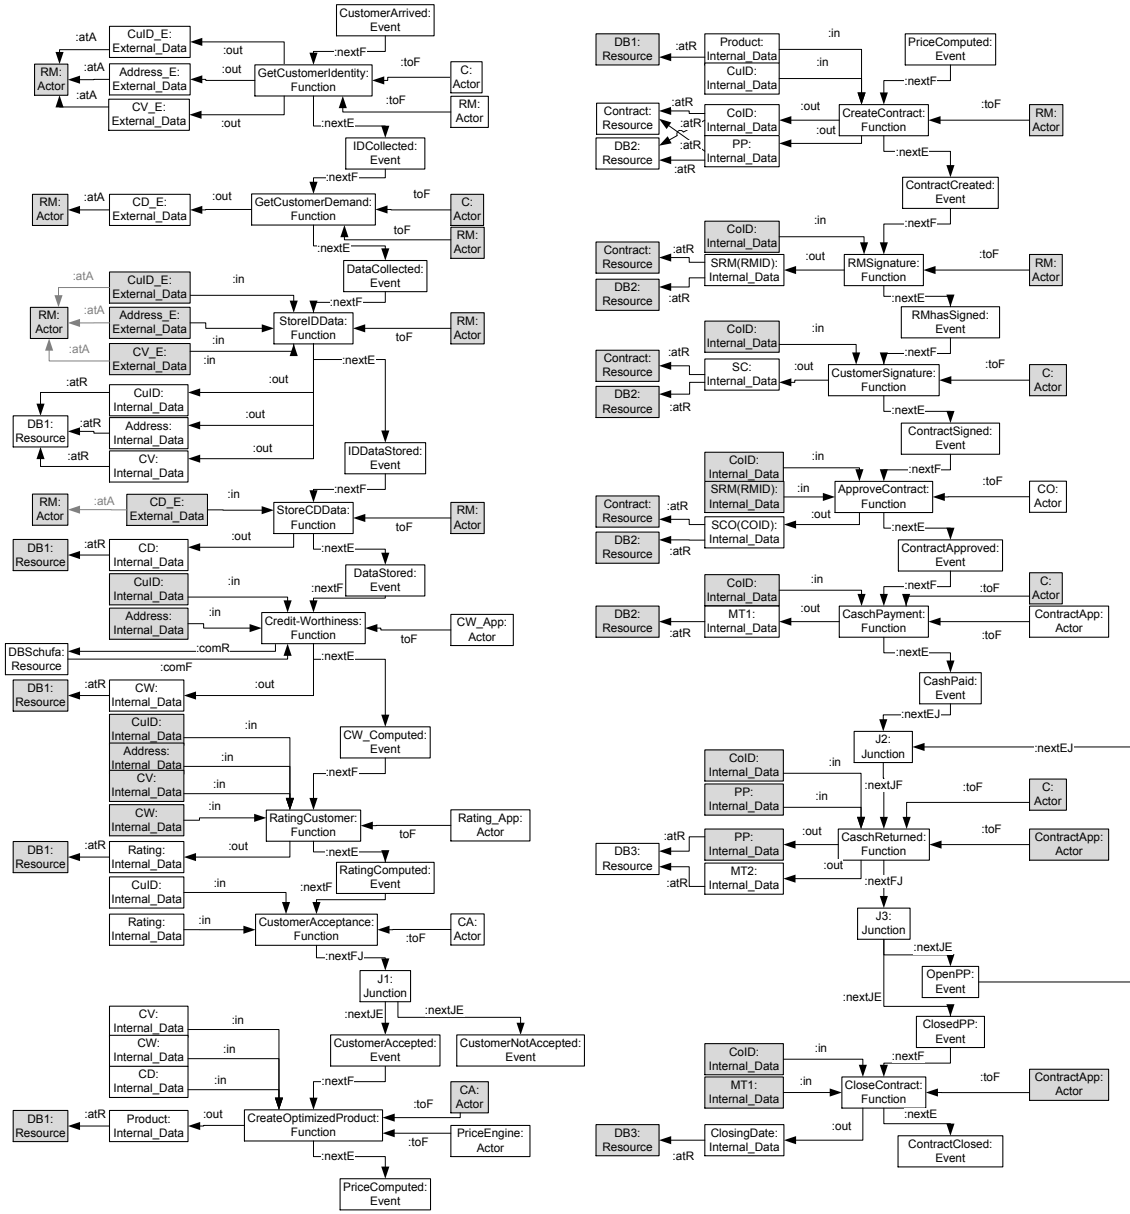 CustomerArrived:
Event
:nextF
CuID_E:
External_Data
:atA
:out
RM:
Actor
:atA
Address_E:
External_Data
:out
GetCustomerIdentity:
Function
:toF
C:
Actor
:atA
CV_E:
External_Data
:out
:toF
RM:
Actor
:nextE
IDCollected:
Event
:nextF
RM:
Actor
:atA
CD_E:
External_Data
:out
GetCustomerDemand:
Function
toF
C:
Actor
toF
RM:
Actor
:nextE
DataCollected:
Event
:nextF
:atA
CuID_E:
External_Data
:in
RM:
Actor
:atA
Address_E:
External_Data
StoreIDData:
Function
toF
RM:
Actor
:atA
CV_E:
External_Data
:in
:in
:nextE
:atR
CuID:
Internal_Data
:out
DB1:
Resource
:atR
Address:
Internal_Data
:out
:atR
CV:
Internal_Data
:out
IDDataStored:
Event
:nextF
RM:
Actor
:atA
CD_E:
External_Data
:in
StoreCDData:
Function
toF
RM:
Actor
DB1:
Resource
:atR
CD:
Internal_Data
:out
:nextE
DataStored:
Event
:nextF
CuID:
Internal_Data
:in
Address:
Internal_Data
:in
Credit-Worthiness:
Function
toF
CW_App:
Actor
DBSchufa:
Resource
:comR
:comF
:nextE
DB1:
Resource
:atR
CW:
Internal_Data
:out
CW_Computed:
Event
:nextF
CuID:
Internal_Data
:in
Address:
Internal_Data
:in
CV:
Internal_Data
:in
CW:
Internal_Data
:in
RatingCustomer:
Function
toF
Rating_App:
Actor
DB1:
Resource
:atR
Rating:
Internal_Data
:out
:nextE
RatingComputed:
Event
:nextF
CuID:
Internal_Data
:in
Rating:
Internal_Data
:in
CustomerAcceptance:
Function
:toF
CA:
Actor
:nextFJ
J1:
Junction
:nextJE
:nextJE
CustomerAccepted:
Event
CustomerNotAccepted:
Event
:nextF
CV:
Internal_Data
:in
CW:
Internal_Data
:in
CD:
Internal_Data
:in
CA:
Actor
:toF
DB1:
Resource
:atR
Product:
Internal_Data
:out
CreateOptimizedProduct:
Function
:toF
PriceEngine:
Actor
:nextE
PriceComputed:
Event
DB1:
Resource
:atR
Product:
Internal_Data
:in
CuID:
Internal_Data
:in
PriceComputed:
Event
:nextF
Contract:
Resource
:atR
:atR
CoID:
Internal_Data
:out
CreateContract:
Function
:toF
RM:
Actor
DB2:
Resource
:atR
:atR
PP:
Internal_Data
:out
:nextE
ContractCreated:
Event
:nextF
CoID:
Internal_Data
:in
Contract:
Resource
:atR
SRM(RMID):
Internal_Data
:out
RMSignature:
Function
:toF
RM:
Actor
DB2:
Resource
:atR
:nextE
RMhasSigned:
Event
:nextF
CoID:
Internal_Data
:in
Contract:
Resource
:atR
SC:
Internal_Data
:out
CustomerSignature:
Function
:toF
C:
Actor
DB2:
Resource
:atR
:nextE
ContractSigned:
Event
:nextF
CoID:
Internal_Data
:in
SRM(RMID):
Internal_Data
:in
ApproveContract:
Function
:toF
CO:
Actor
Contract:
Resource
:atR
SCO(COID):
Internal_Data
:out
DB2:
Resource
:atR
:nextE
ContractApproved:
Event
:nextF
CoID:
Internal_Data
:in
:toF
C:
Actor
DB2:
Resource
:atR
MT1:
Internal_Data
:out
CaschPayment:
Function
:toF
ContractApp:
Actor
:nextE
CashPaid:
Event
:nextEJ
J2:
Junction
:nextEJ
:nextJF
CoID:
Internal_Data
:in
PP:
Internal_Data
:in
:toF
C:
Actor
DB3:
Resource
:atR
PP:
Internal_Data
:out
CaschReturned:
Function
:toF
ContractApp:
Actor
:atR
MT2:
Internal_Data
:out
:nextFJ
J3:
Junction
:nextJE
OpenPP:
Event
:nextJE
ClosedPP:
Event
:nextF
CoID:
Internal_Data
:in
MT1:
Internal_Data
:in
CloseContract:
Function
:toF
ContractApp:
Actor
:nextE
DB3:
Resource
:atR
ClosingDate:
Internal_Data
:out
ContractClosed:
Event